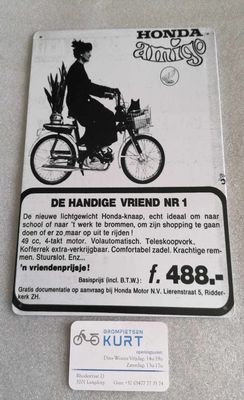 HONDA
amigo
DE HANDIGE VRIEND NR 1
De nieuwe lichtgewicht Honda-knaap, echt ideaal om naar
school of naar 't werk te brommen, om zijn shopping te gaan
doen of er zo maar op uit te rijden!
49 cc, 4-takt motor. Volautomatisch. Teleskoopvork.
Kofferrek extra-verkrijgbaar. Comfortabel zadel. Krachtige rem-
men. Stuurslot. Enz...
'n vriendenprijsje!
Basisprijs (incl. B.T.W.): f. 488.-
Gratis documentatie op aanvraag bij Honda Motor N.V. Lierenstraat 5, Ridder-
kerk ZH.
BROMFIETSEN
KURT
openingsuren: